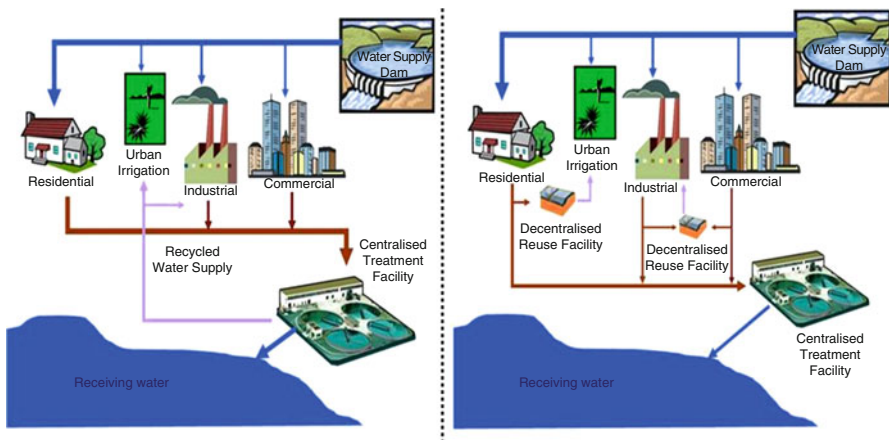 Water Supply
Dam
Residential
Urban
Irrigation
Industrial
Commercial
Recycled
Water Supply
Centralised
Treatment
Facility
Receiving water
Water Supply
Dam
Residential
Urban
Irrigation
Industrial
Commercial
Decentralised
Reuse Facility
Decentralised
Reuse Facility
Centralised
Treatment
Facility
Receiving water